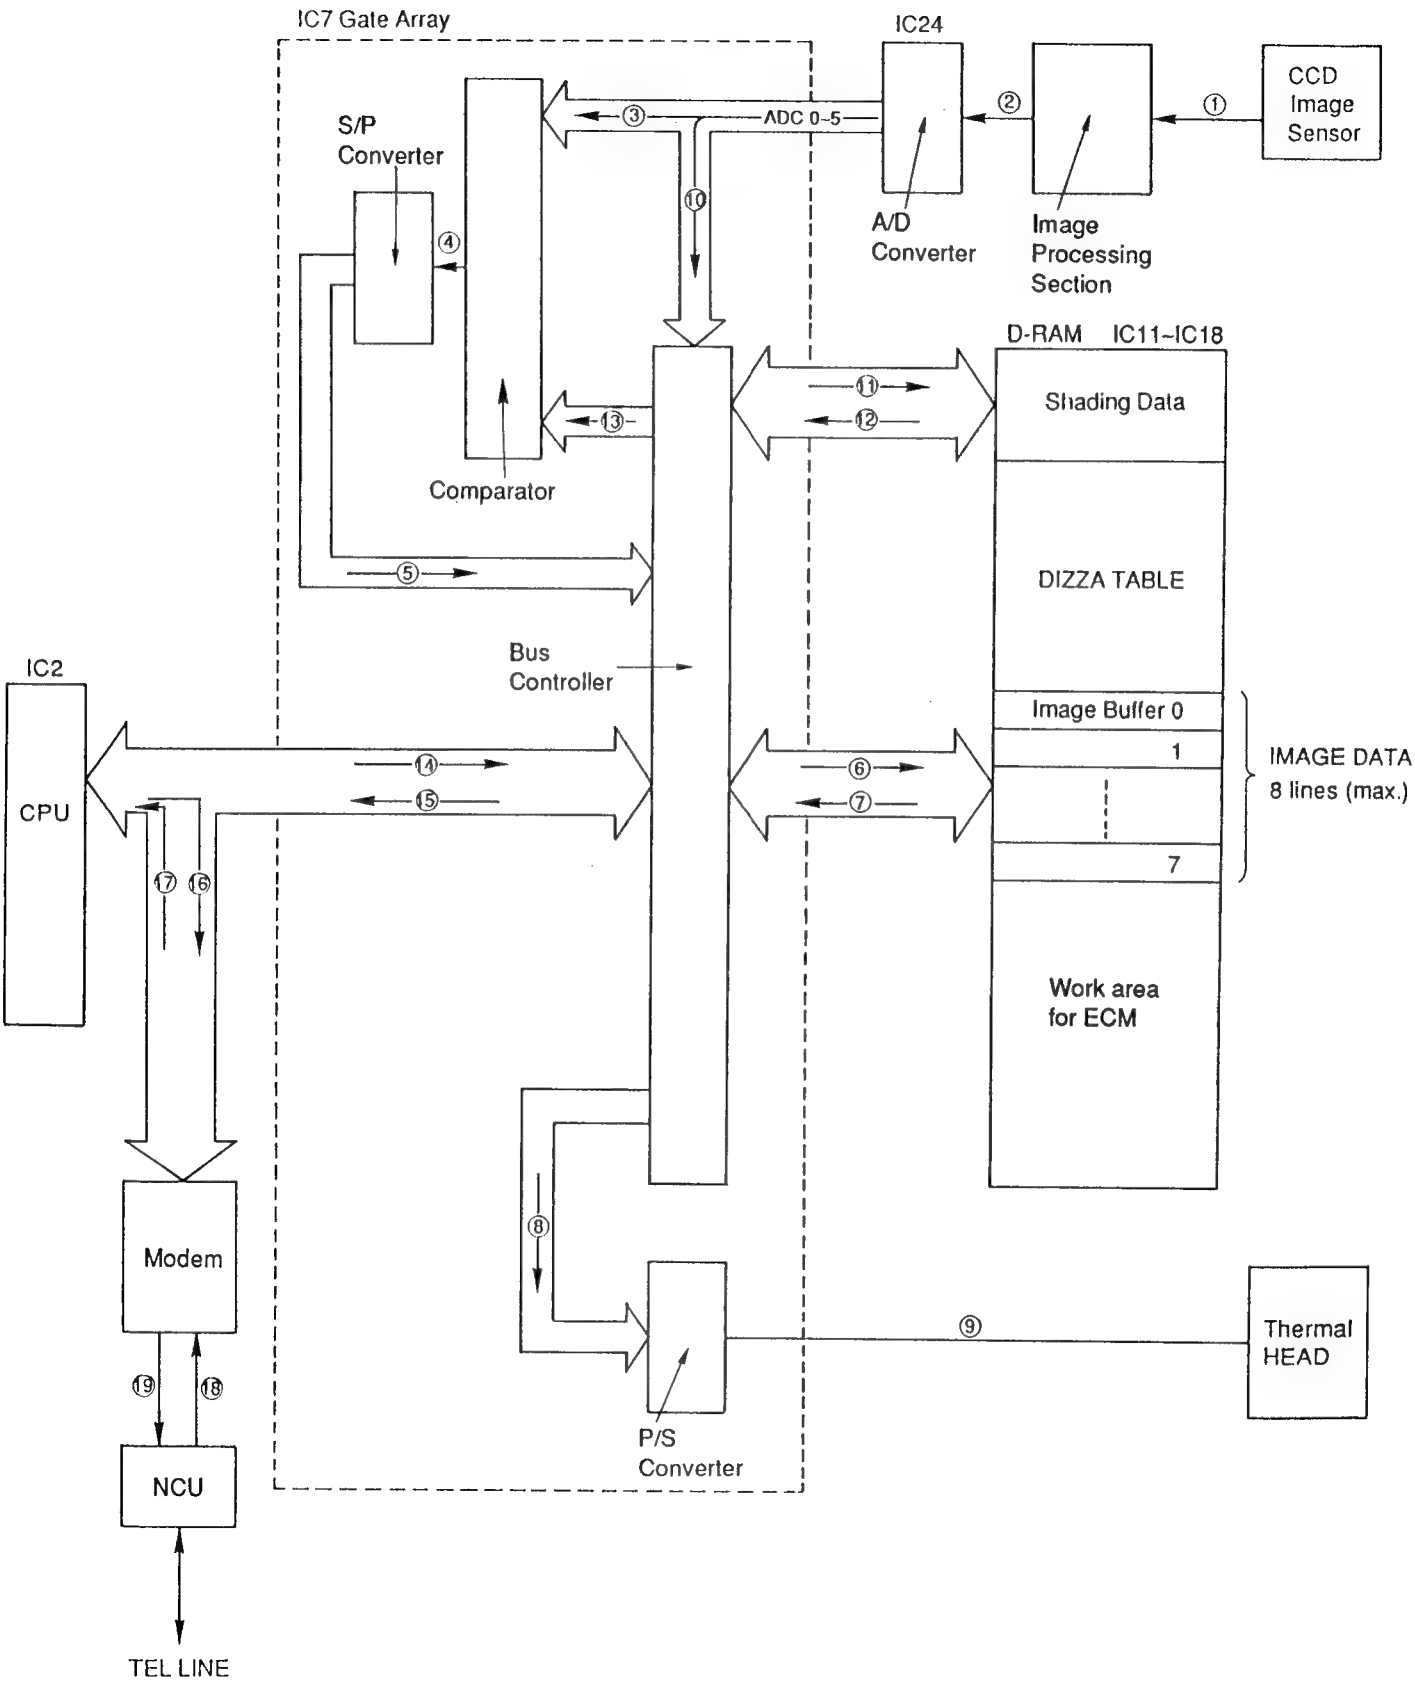 IC7 Gate Array
IC24
CCD
Image
Sensor
①
②
③
ADC 0~5
S/P
Converter
④
⑩
A/D
Converter
Image
Processing
Section
D-RAM IC11~IC18
Shading Data
⑪
⑫
⑬
Comparator
⑤
DIZZA TABLE
Bus
Controller
IC2
CPU
Image Buffer 0
1
7
IMAGE DATA
8 lines (max.)
⑭
⑮
⑥
⑦
⑰
⑯
Work area
for ECM
⑧
Modem
⑨
Thermal
HEAD
⑲
⑱
P/S
Converter
NCU
TEL LINE